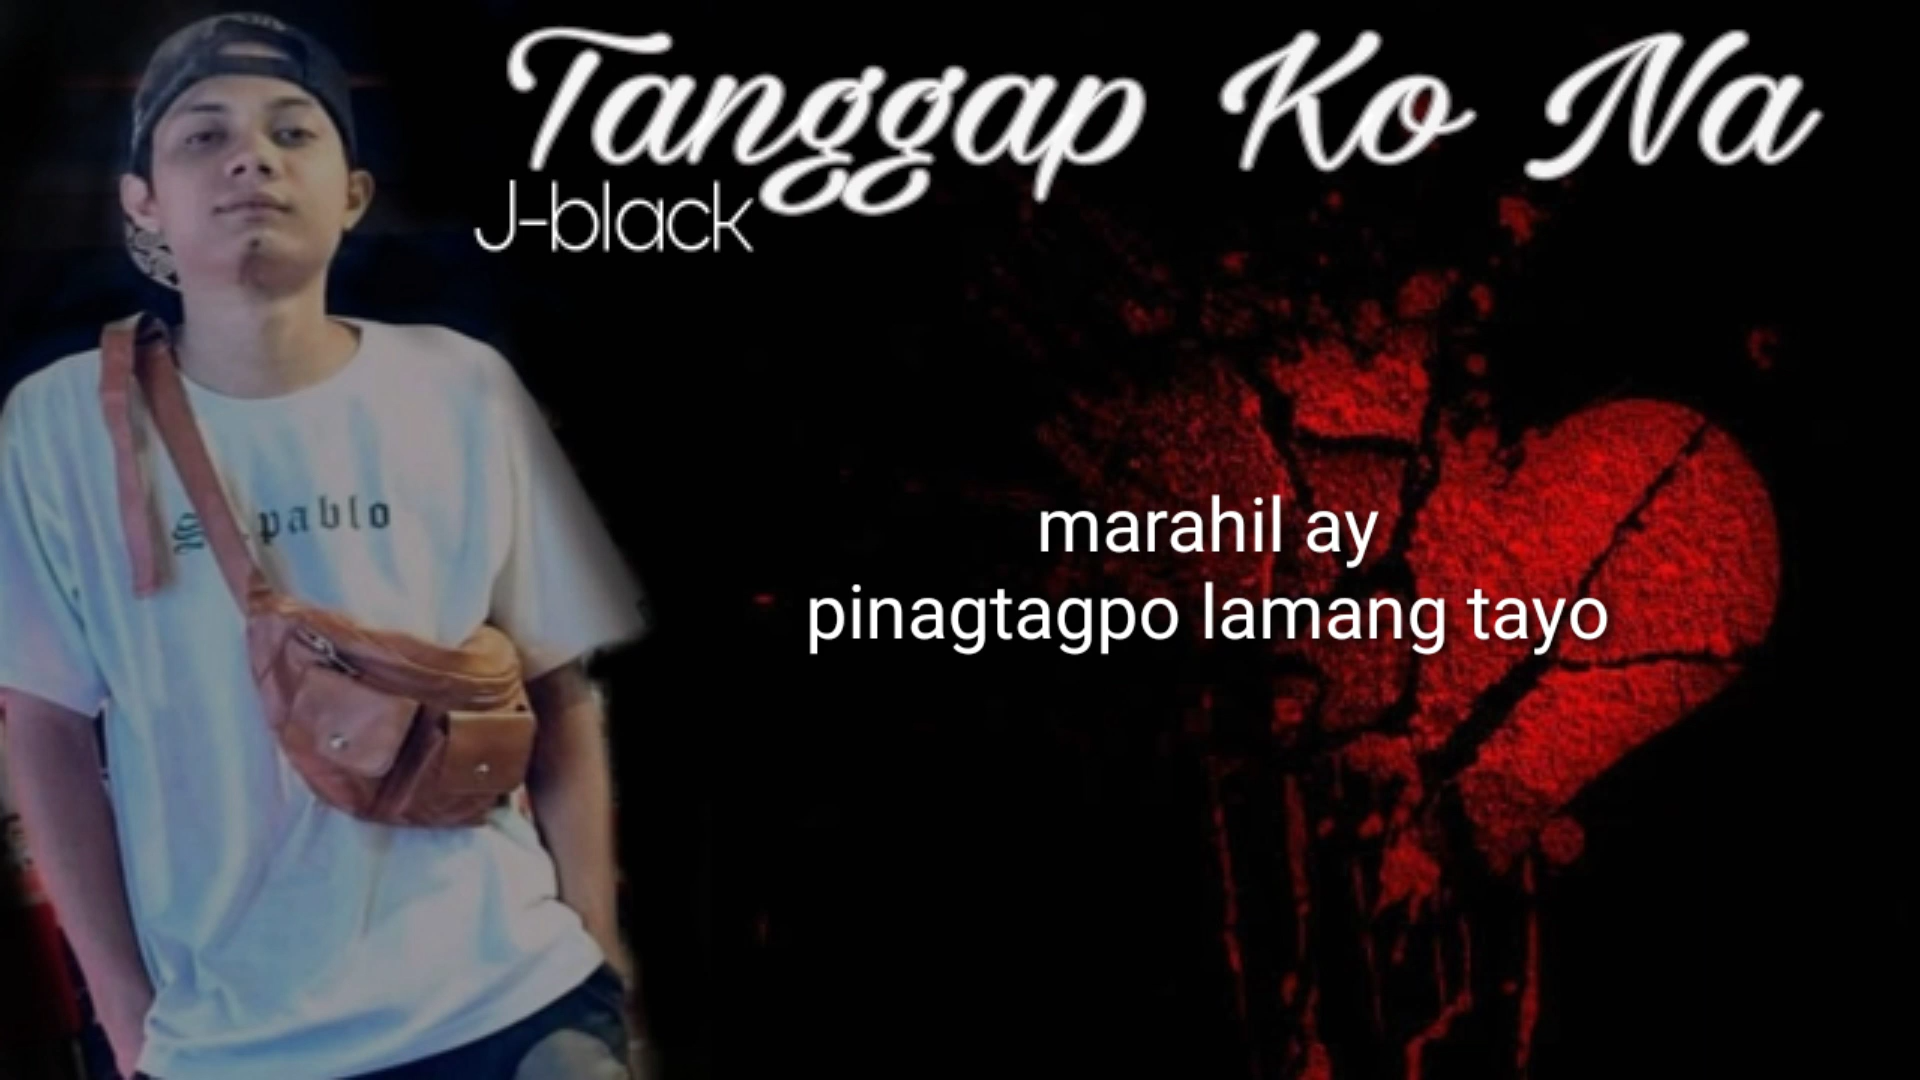 Tanggap Ko Na
J-black
pablo
marahil ay
pinagtagpo lamang tayo